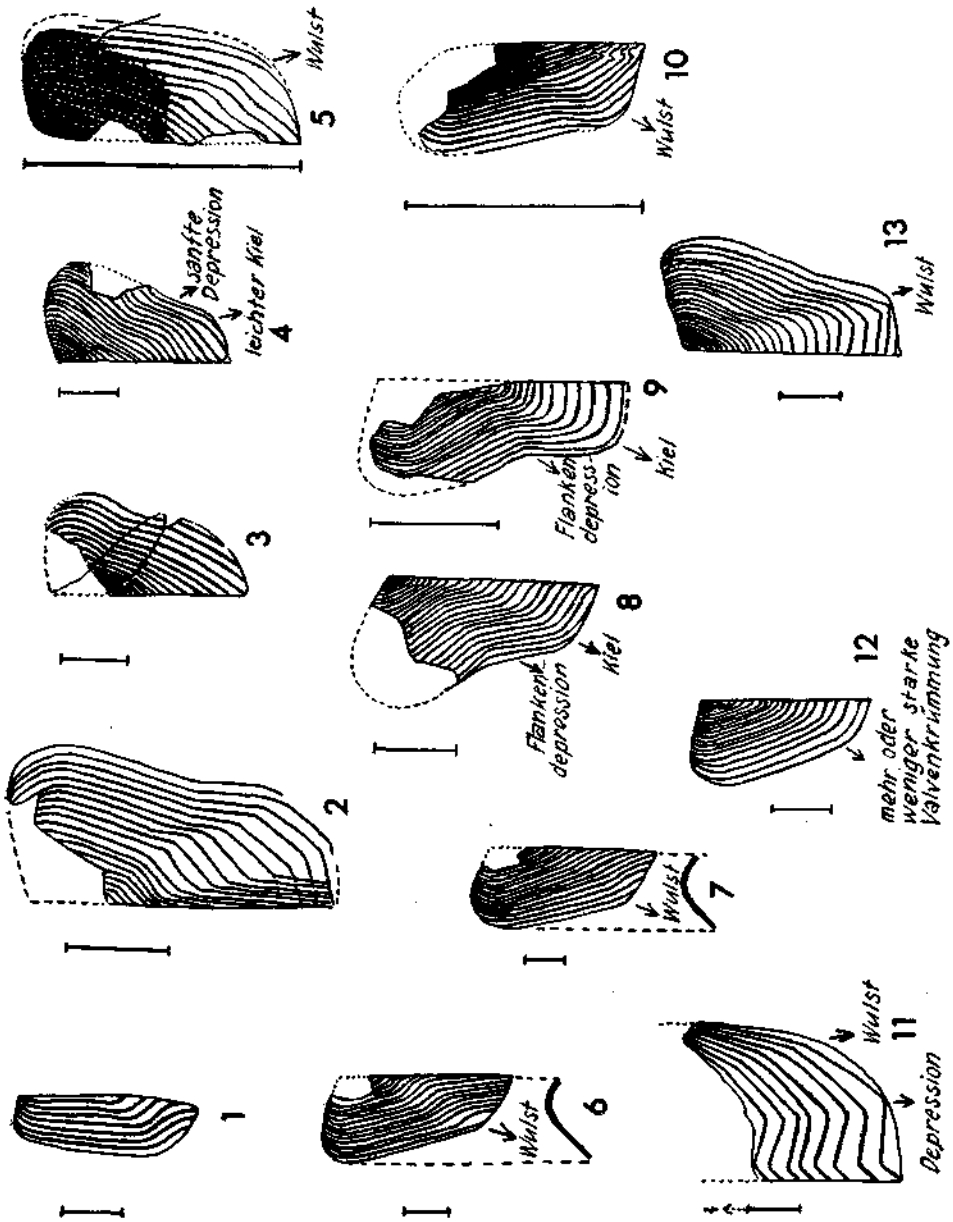 1
2
3
sanfte
Depression
leichter Kiel
4
Wulst
5
Wulst
6
Wulst
7
Flanken-
depression
Kiel
8
Flanken
depress-
ion
Kiel
9
Wulst
10
Depression
Wulst
11
mehr oder
weniger starke
Valvenkrümmung
12
Wulst
13